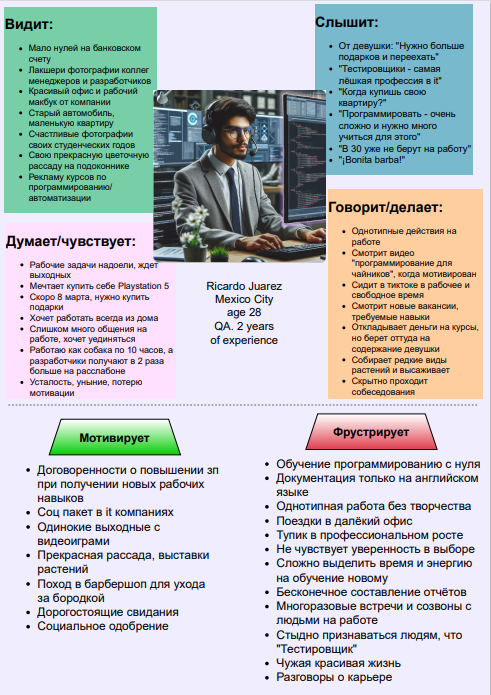 Видит:
• Мало нулей на банковском
счету
• Лакшери фотографии коллег
менеджеров и разработчиков
• Красивый офис и рабочий
макбук от компании
• Старый автомобиль,
маленькую квартиру
• Счастливые фотографии
своих студенческих годов
• Свою прекрасную цветочную
рассаду на подоконнике
• Рекламу курсов по
программированию/
автоматизации
Слышит:
• От девушки: "Нужно больше
подарков и переехать"
• "Тестировщики - самая
лёшкая профессия в it"
• "Когда купишь свою
квартиру?"
• "Программировать - очень
сложно и нужно много
учиться для этого"
• "В 30 уже не берут на работу"
• "¡Bonita barba!"
Думает/чувствует:
• Рабочие задачи надоели, ждет
выходных
• Мечтает купить себе Playstation 5
• Скоро 8 марта, нужно купить
подарки
• Хочет работать всегда из дома
• Слишком много общения на
работе, хочет уединяться
• Работаю как собака по 10 часов, а
разработчики получают в 2 раза
больше на расслабоне
• Усталость, уныние, потерю
мотивации
Ricardo Juarez
Mexico City
age 28
QA. 2 years
of experience
Говорит/делает:
• Однотипные действия на
работе
• Смотрит видео
"программирование для
чайников", когда мотивирован
• Сидит в тиктоке в рабочее и
свободное время
• Смотрит новые вакансии,
требуемые навыки
• Откладывает деньги на курсы,
но берет оттуда на
содержание девушки
• Собирает редкие виды
растений и высаживает
• Скрытно проходит
собеседования
Мотивирует
• Договоренности о повышении зп
при получении новых рабочих
навыков
• Соц пакет в it компаниях
• Одинокие выходные с
видеоиграми
• Прекрасная рассада, выставки
растений
• Поход в барбершоп для ухода
за бородкой
• Дорогостоящие свидания
• Социальное одобрение
Фрустрирует
• Обучение программированию с нуля
• Документация только на английском
языке
• Однотипная работа без творчества
• Поездки в далёкий офис
• Тупик в профессиональном росте
• Не чувствует уверенность в выборе
• Сложно выделить время и энергию
на обучение новому
• Бесконечное составление отчётов
• Многоразовые встречи и созвоны с
людьми на работе
• Стыдно признаваться людям, что
"Тестировщик"
• Чужая красивая жизнь
• Разговоры о карьере